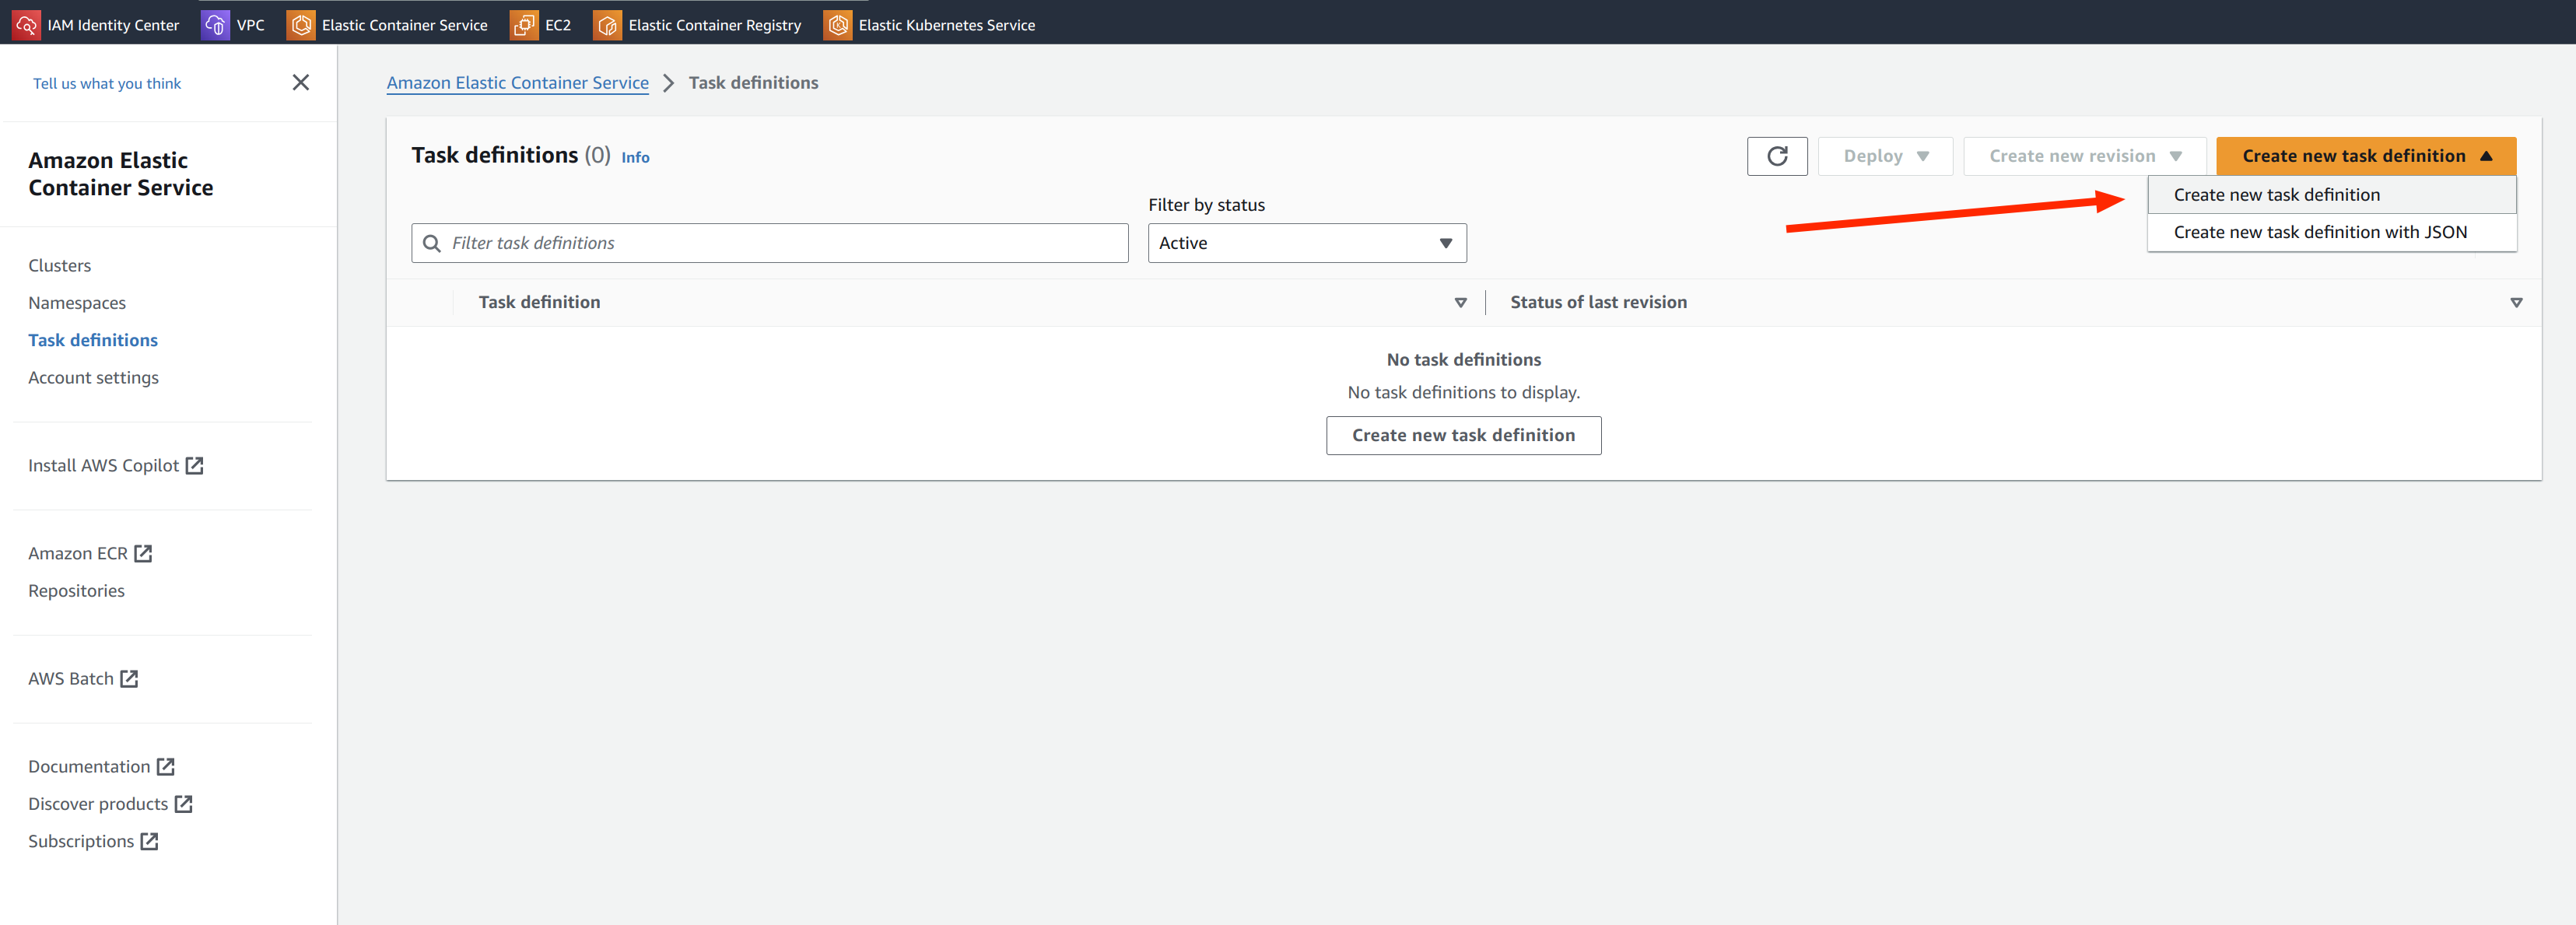 IAM Identity Center VPC Elastic Container Service EC2 Elastic Container Registry Elastic Kubernetes Service
Tell us what you think
Amazon Elastic
Container Service
Clusters
Namespaces
Task definitions
Account settings
Install AWS Copilot
Amazon ECR
Repositories
AWS Batch
Documentation
Discover products
Subscriptions
Amazon Elastic Container Service Task definitions
Task definitions (0) Info
Deploy Create new revision Create new task definition
Create new task definition
Create new task definition with JSON
Filter by status
Filter task definitions Active
Task definition Status of last revision
No task definitions
No task definitions to display.
Create new task definition